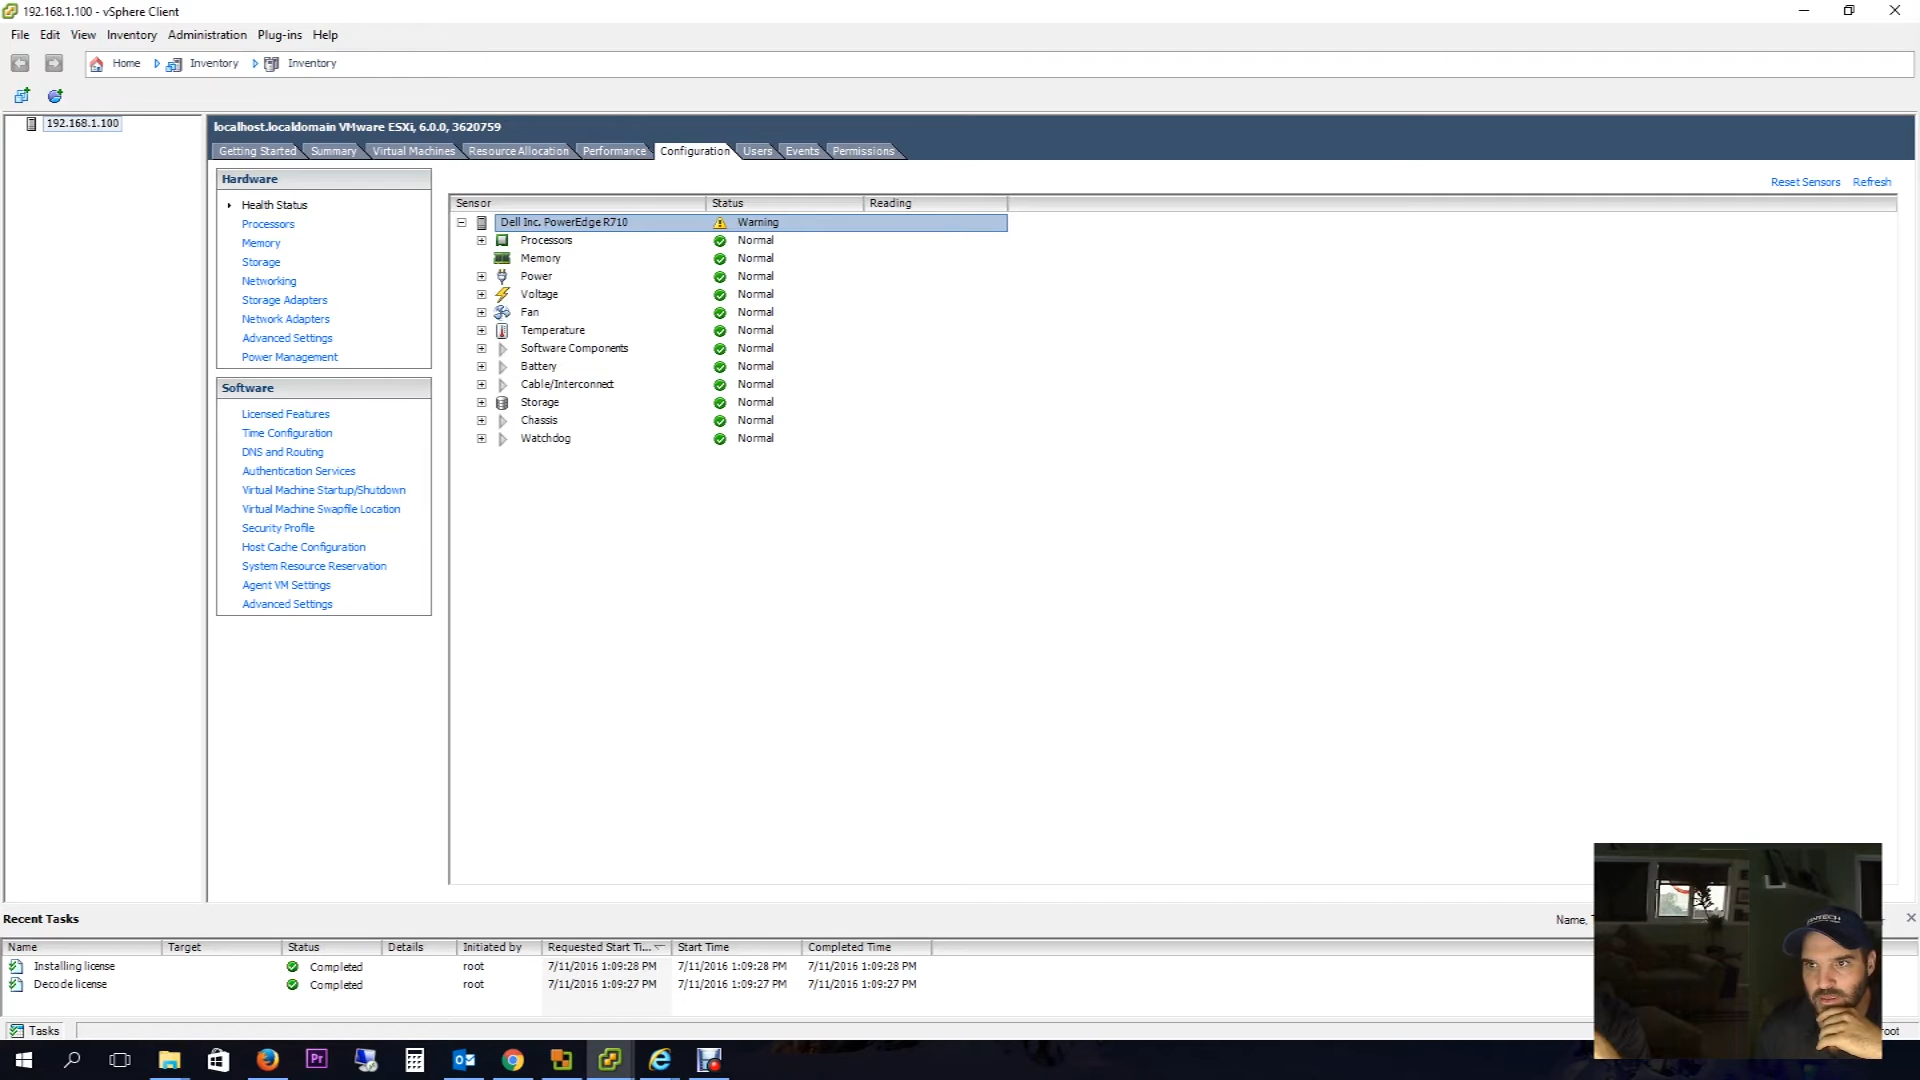 192.168.1.100 - vSphere Client
File Edit View Inventory Administration Plug-ins Help
Home Inventory Inventory
192.168.1.100
localhost.localdomain VMware ESXi, 6.0.0, 3620759
Getting Started Summary Virtual Machines Resource Allocation Performance Configuration Users Events Permissions
Hardware
Health Status
Processors
Memory
Storage
Networking
Storage Adapters
Network Adapters
Advanced Settings
Power Management
Software
Licensed Features
Time Configuration
DNS and Routing
Authentication Services
Virtual Machine Startup/Shutdown
Virtual Machine Swapfile Location
Security Profile
Host Cache Configuration
System Resource Reservation
Agent VM Settings
Advanced Settings
Reset Sensors Refresh
Sensor Status Reading
Dell Inc. PowerEdge R710 Warning
Processors Normal
Memory Normal
Power Normal
Voltage Normal
Fan Normal
Temperature Normal
Software Components Normal
Battery Normal
Cable/Interconnect Normal
Storage Normal
Chassis Normal
Watchdog Normal
Recent Tasks
Name,
Name Target Status Details Initiated by Requested Start Ti... Start Time Completed Time
Installing license Completed root 7/11/2016 1:09:28 PM 7/11/2016 1:09:28 PM 7/11/2016 1:09:28 PM
Decode license Completed root 7/11/2016 1:09:27 PM 7/11/2016 1:09:27 PM 7/11/2016 1:09:27 PM
Tasks
root
Pr